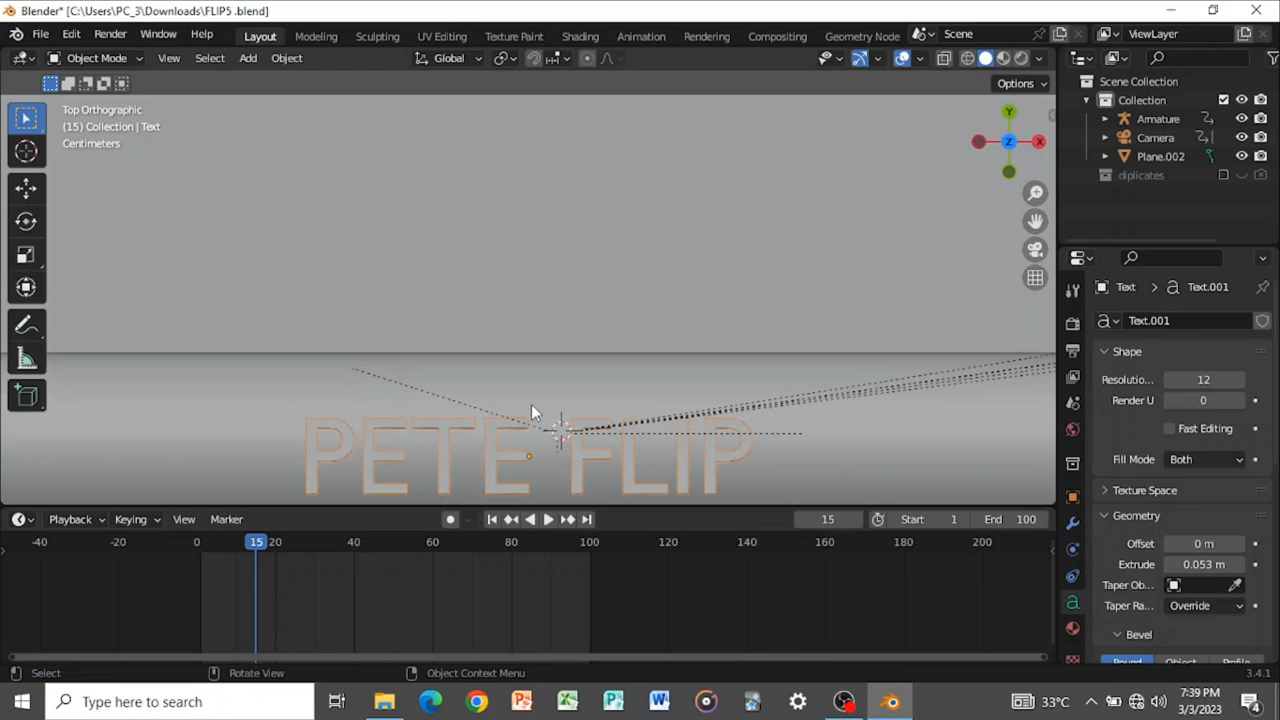 Blender* [C:\Users\PC_3\Downloads\FLIP5 .blend]
File Edit Render Window Help Layout Modeling Sculpting UV Editing Texture Paint Shading Animation Rendering Compositing Geometry Node Scene ViewLayer
Object Mode View Select Add Object Global
Options
Top Orthographic
(15) Collection | Text
Centimeters
Y
Z
X
PETE FLIP
Scene Collection
Collection
Armature
Camera
Plane.002
diplicates
Text > Text.001
Text.001
Shape
Resolutio... 12
Render U 0
Fast Editing
Fill Mode Both
Texture Space
Geometry
Offset 0 m
Extrude 0.053 m
Taper Ob...
Taper Ra... Override
Bevel
Round Object Profile
Playback Keying View Marker 15 Start 1 End 100
-40 -20 0 15 20 40 60 80 100 120 140 160 180 200
Select Rotate View Object Context Menu 3.4.1
Type here to search
33°C
7:39 PM
3/3/2023
4